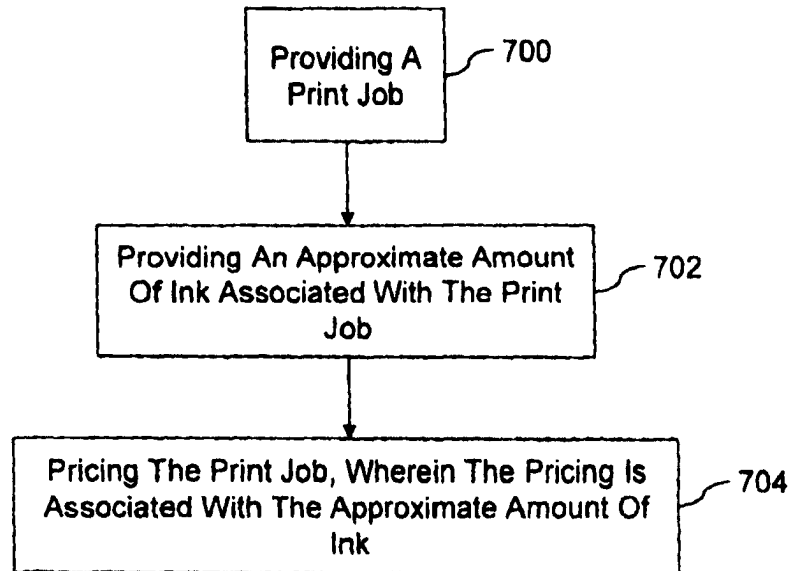 Providing A
Print Job
700
Providing An Approximate Amount
Of Ink Associated With The Print
Job
702
Pricing The Print Job, Wherein The Pricing Is
Associated With The Approximate Amount Of
Ink
704